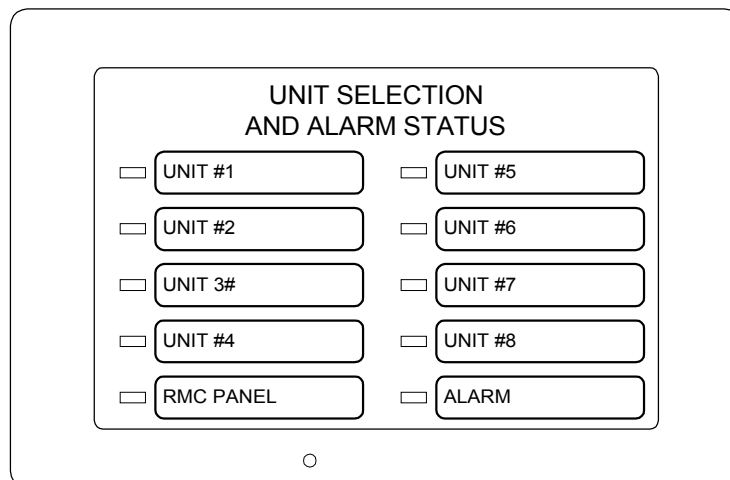 UNIT SELECTION
AND ALARM STATUS
UNIT #1
UNIT #2
UNIT 3#
UNIT #4
RMC PANEL
UNIT #5
UNIT #6
UNIT #7
UNIT #8
ALARM